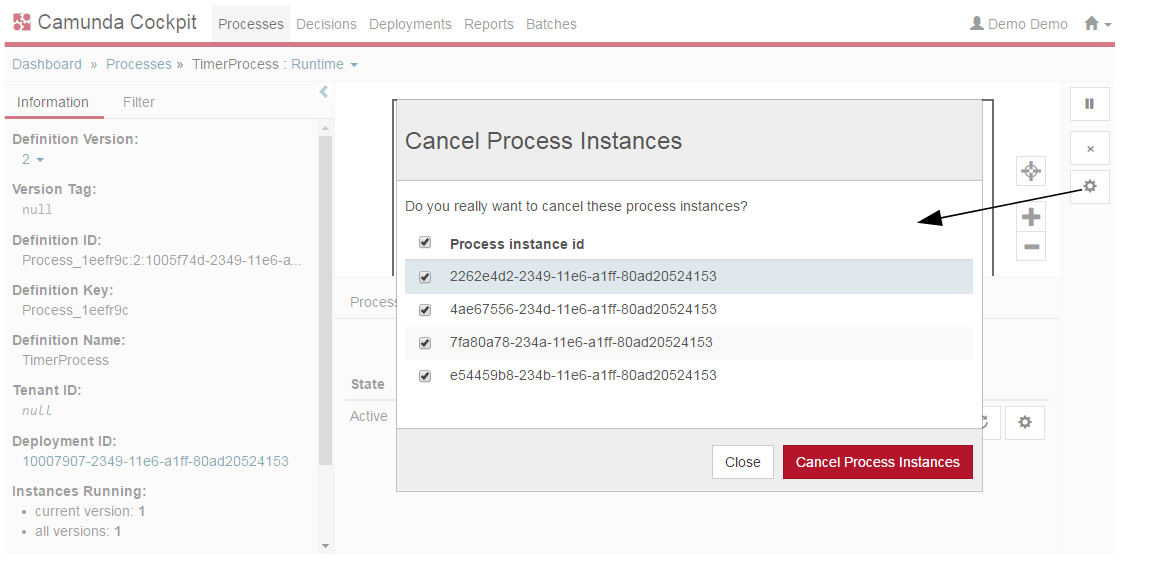 Camunda Cockpit Processes Decisions Deployments Reports Batches Demo Demo
Dashboard » Processes » TimerProcess : Runtime
Information Filter
Definition Version:
2
Version Tag:
null
Definition ID:
Process_1eefr9c:2:1005f74d-2349-11e6-a...
Definition Key:
Process_1eefr9c
Definition Name:
TimerProcess
Tenant ID:
null
Deployment ID:
10007907-2349-11e6-a1ff-80ad20524153
Instances Running:
current version: 1
all versions: 1
Process
State
Active
Cancel Process Instances
Do you really want to cancel these process instances?
Process instance id
2262e4d2-2349-11e6-a1ff-80ad20524153
4ae67556-234d-11e6-a1ff-80ad20524153
7fa80a78-234a-11e6-a1ff-80ad20524153
e54459b8-234b-11e6-a1ff-80ad20524153
Close Cancel Process Instances